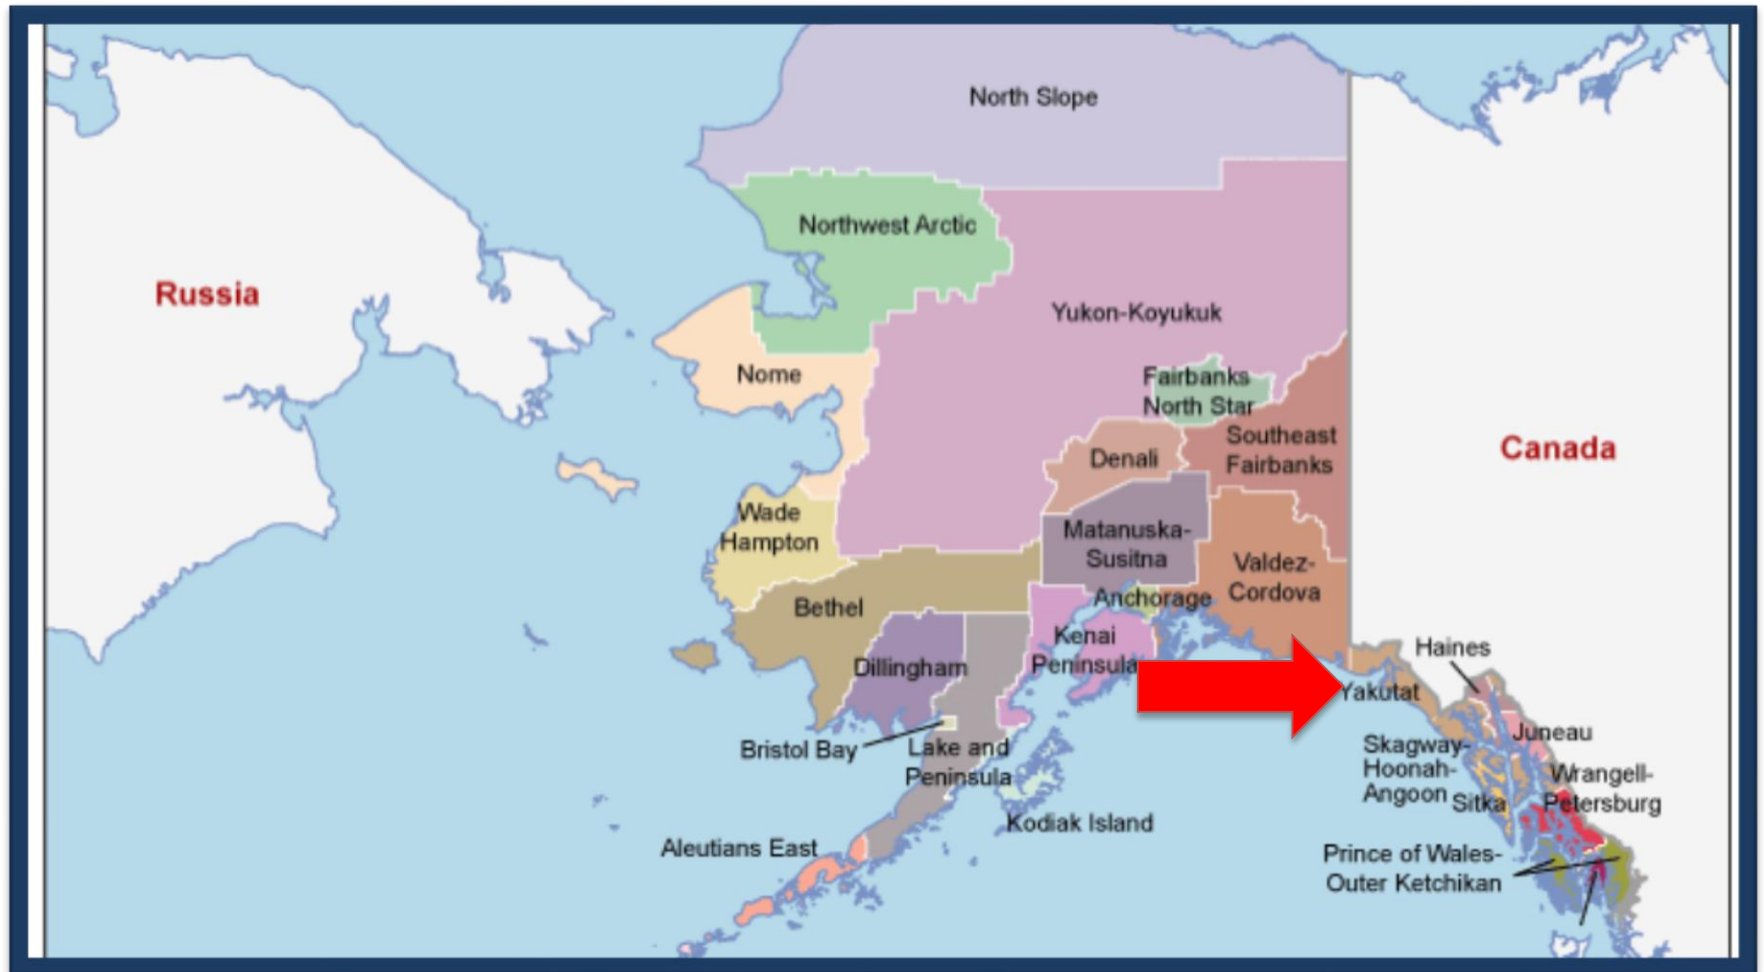 North Slope
Northwest Arctic
Russia
Yukon-Koyukuk
Nome
Fairbanks
North Star
Southeast
Fairbanks
Canada
Denali
Wade
Hampton
Matanuska-
Susitna
Valdez-
Cordova
Bethel
Anchorage
Kenai
Peninsula
Dillingham
Haines
Yakutat
Bristol Bay
Lake and
Peninsula
Juneau
Skagway-
Hoonah-
Angoon
Sitka
Wrangell-
Petersburg
Kodiak Island
Aleutians East
Prince of Wales-
Outer Ketchikan